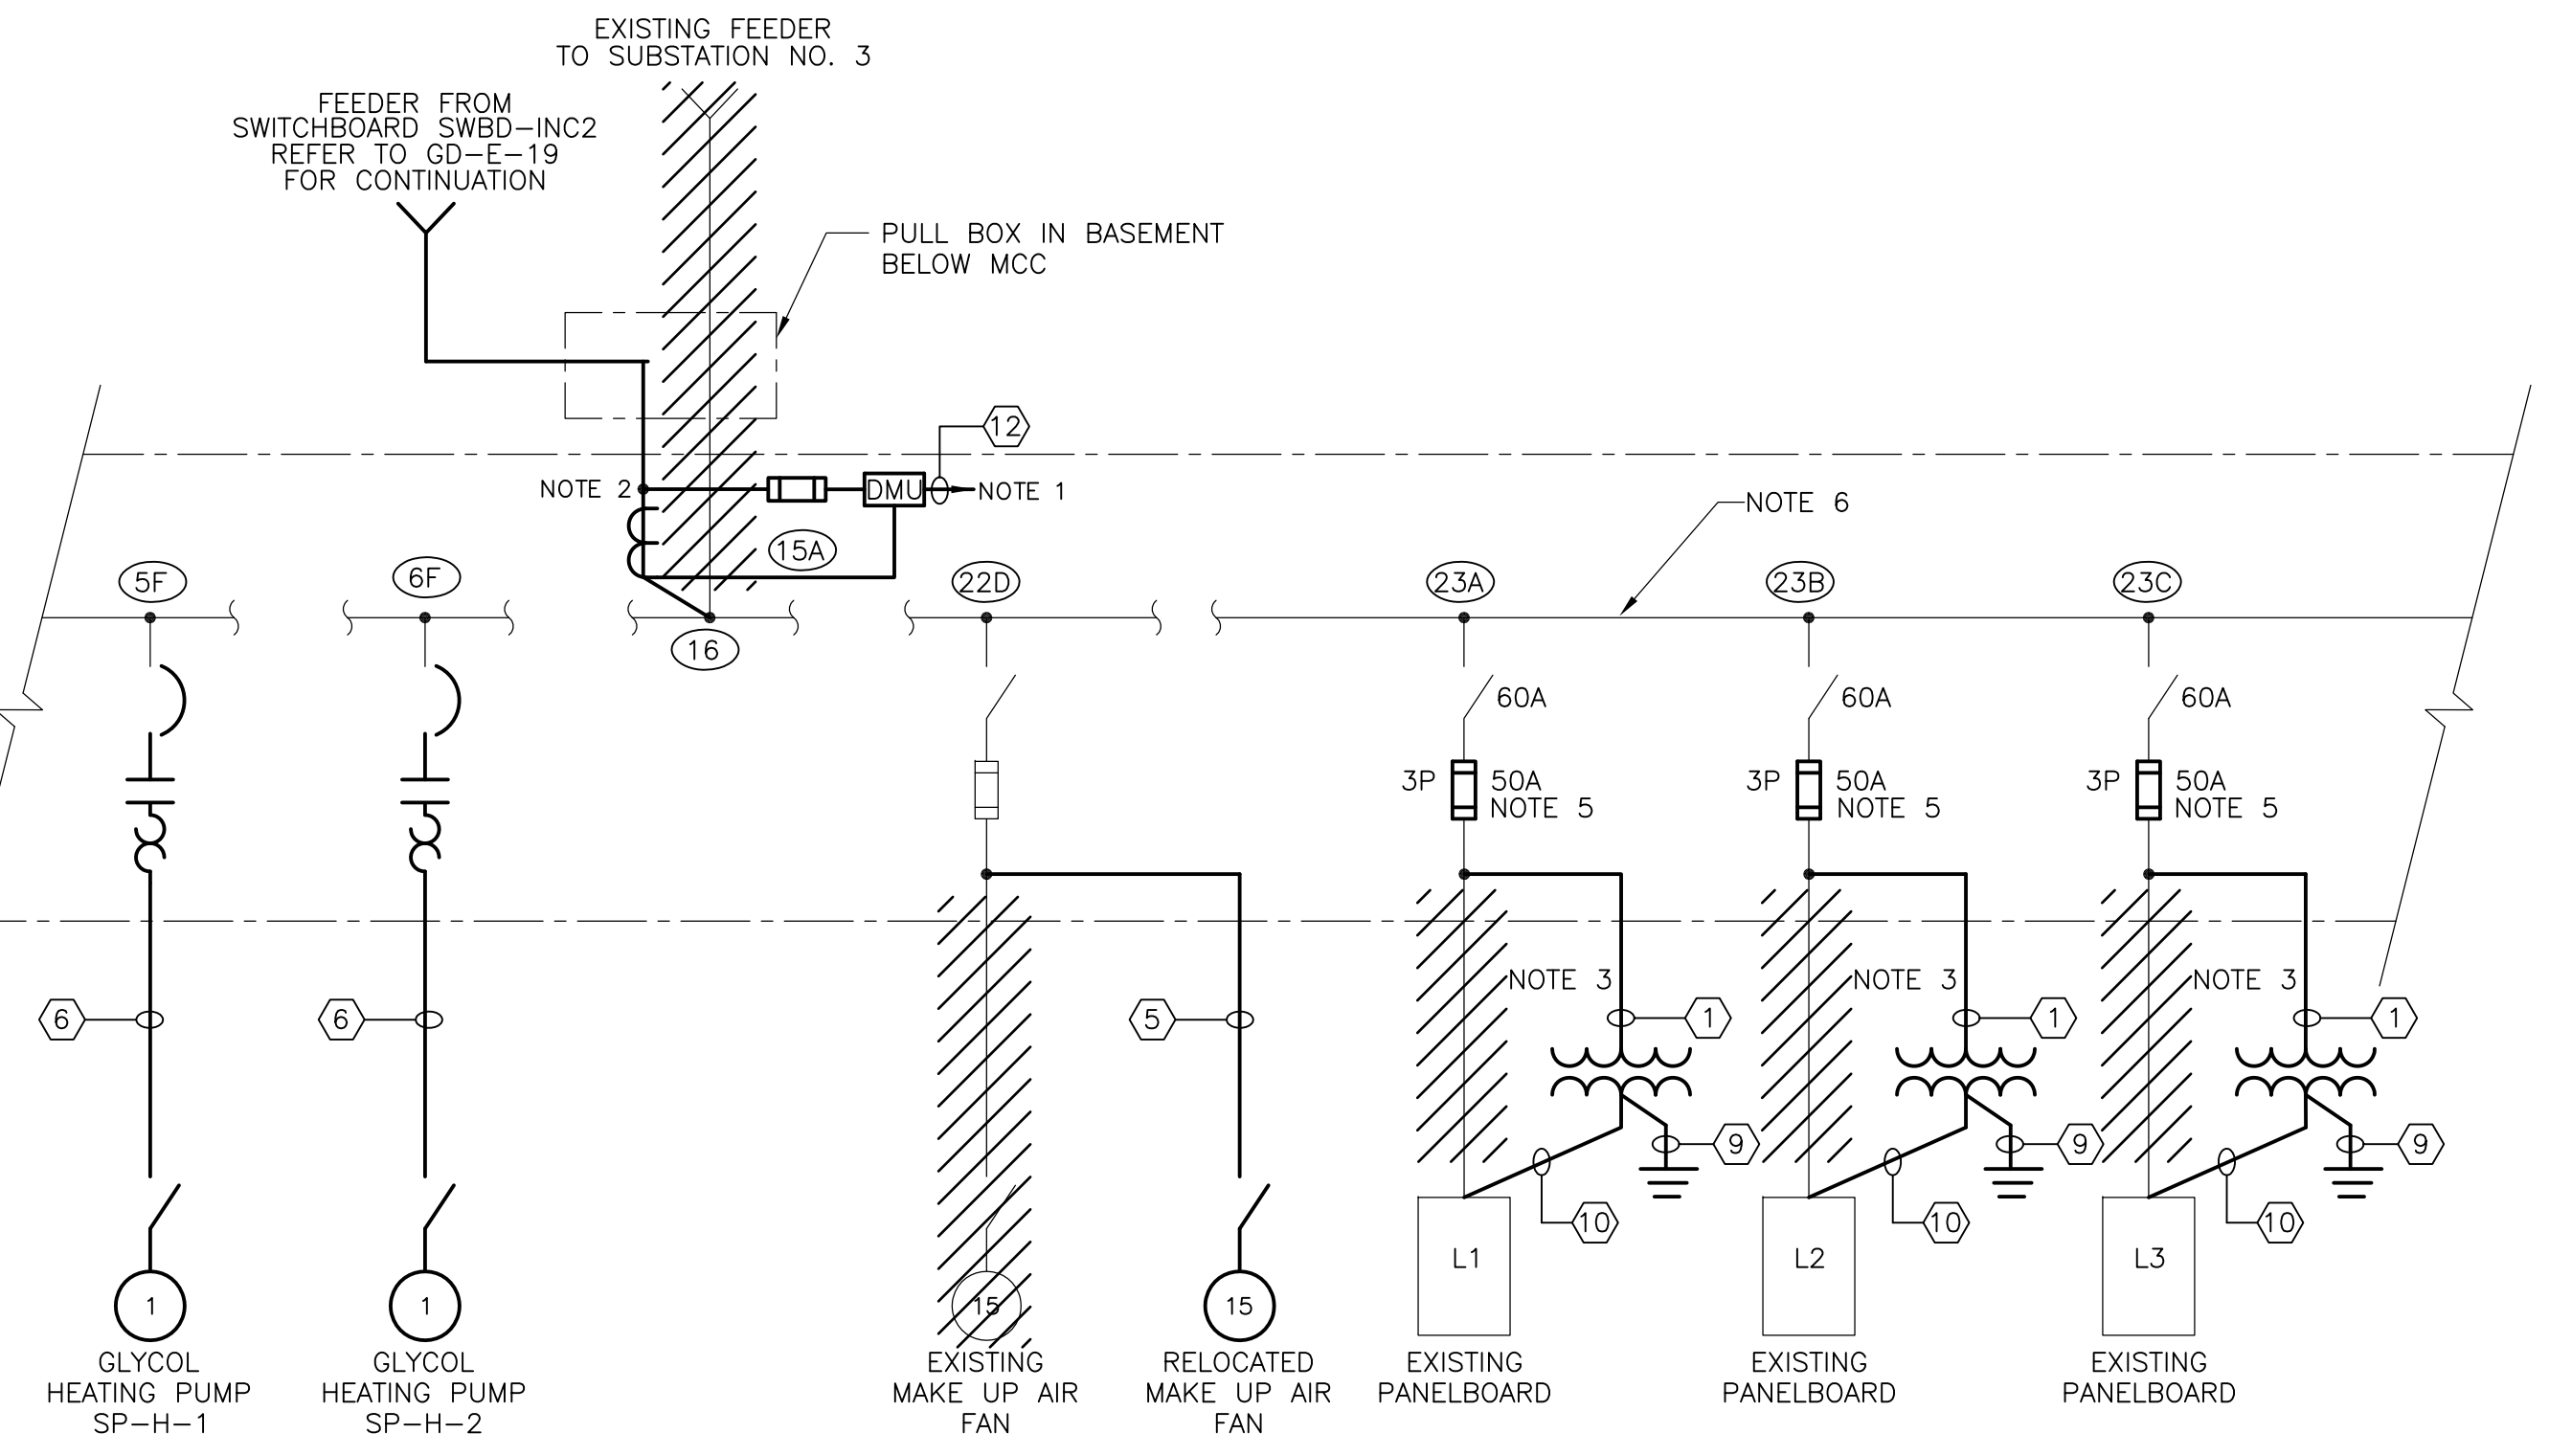 EXISTING FEEDER
TO SUBSTATION NO. 3
FEEDER FROM
SWITCHBOARD SWBD-INC2
REFER TO GD-E-19
FOR CONTINUATION
PULL BOX IN BASEMENT
BELOW MCC
12
NOTE 2
DMU
NOTE 1
NOTE 6
15A
5F
6F
22D
23A
23B
23C
16
60A
60A
60A
3P
50A
NOTE 5
3P
50A
NOTE 5
3P
50A
NOTE 5
NOTE 3
NOTE 3
NOTE 3
6
6
5
1
1
1
9
9
9
10
10
10
L1
L2
L3
1
1
15
15
GLYCOL
HEATING PUMP
SP-H-1
GLYCOL
HEATING PUMP
SP-H-2
EXISTING
MAKE UP AIR
FAN
RELOCATED
MAKE UP AIR
FAN
EXISTING
PANELBOARD
EXISTING
PANELBOARD
EXISTING
PANELBOARD